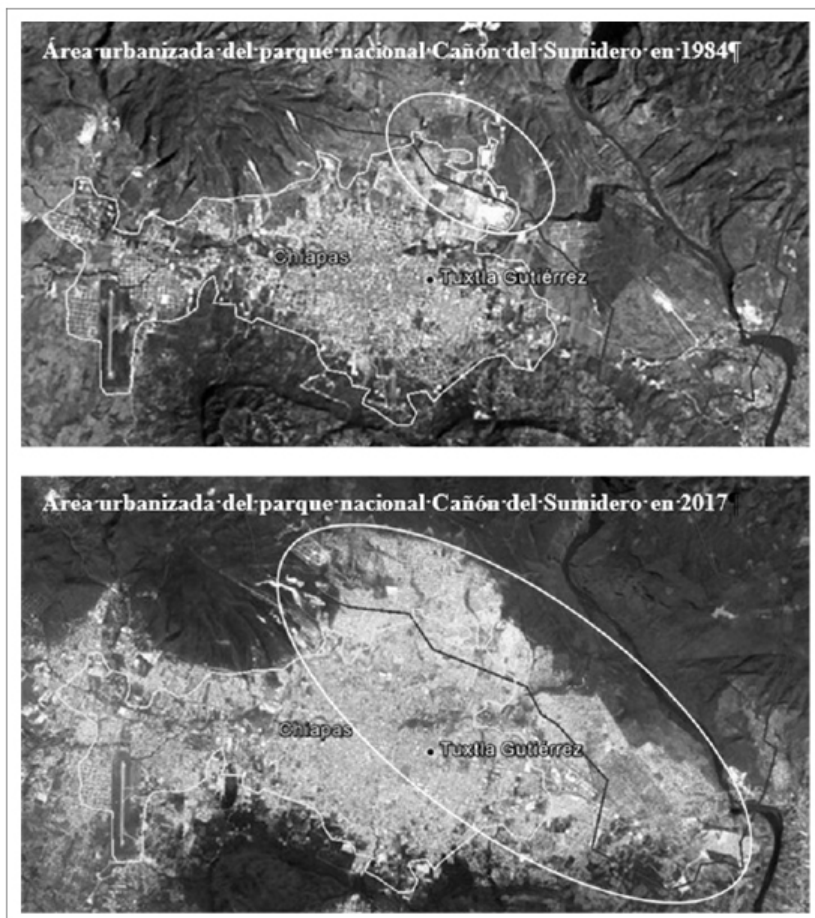 Área·urbanizada·del·parque·nacional·Cañón·del·Sumidero·en·1984¶
Chiapas
Tuxtla Gutiérrez
Área·urbanizada·del·parque·nacional·Cañón·del·Sumidero·en·2017¶
Chiapas
Tuxtla Gutiérrez